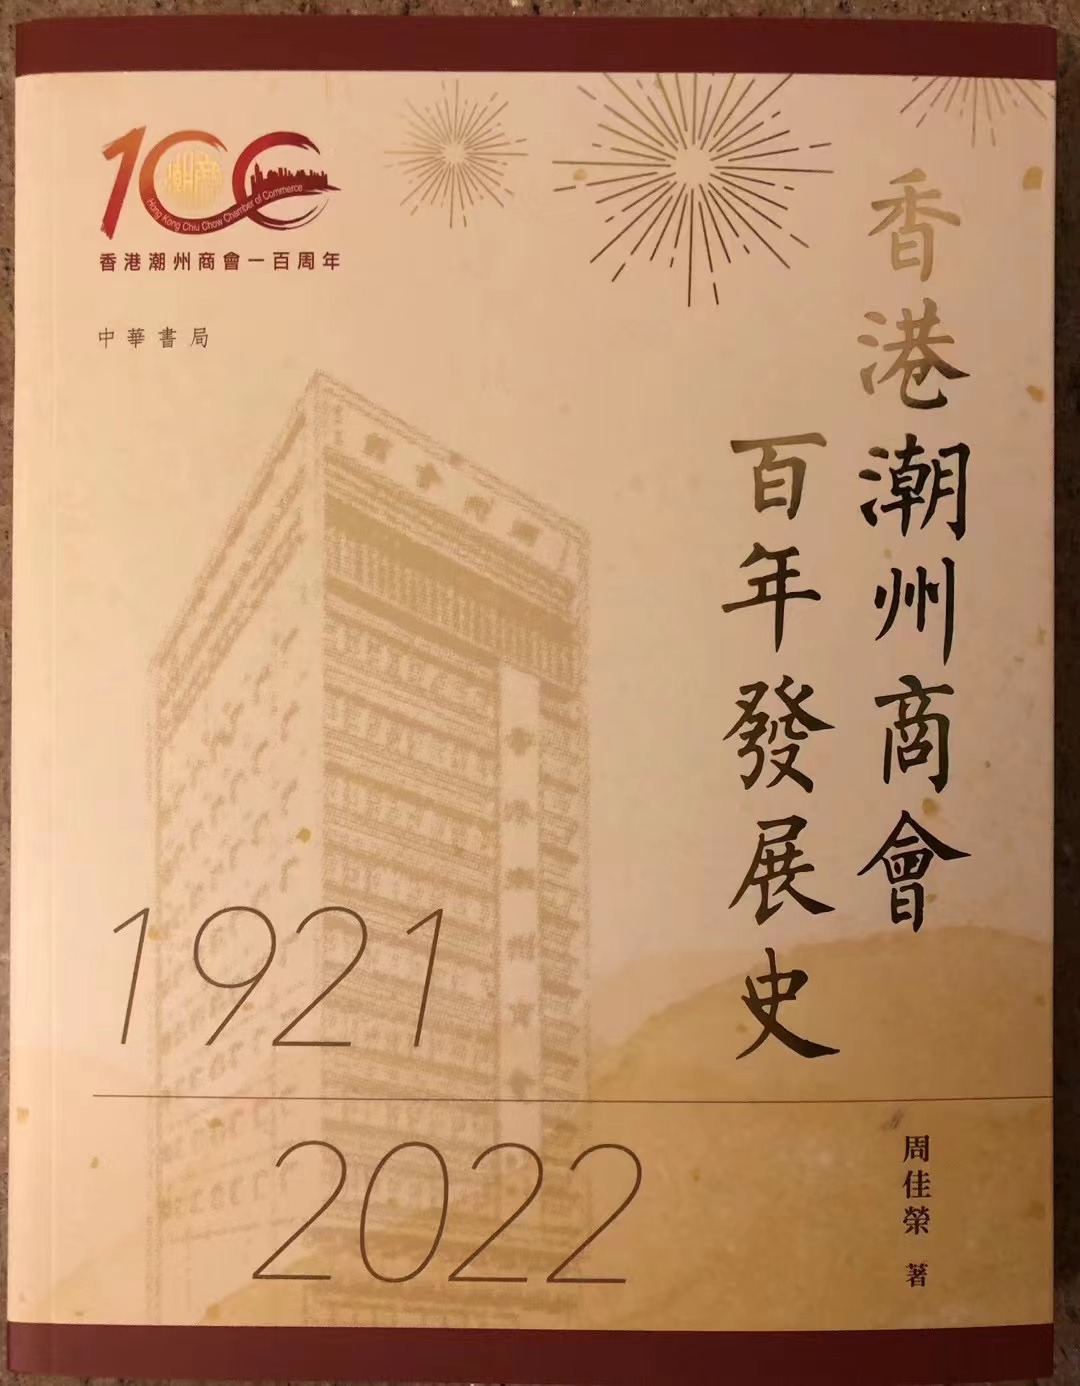 潮商
Hong Kong Chiu Chow Chamber of Commerce
香港潮州商會一百周年
中華書局
香港潮州商會
百年發展史
1921
2022
周佳榮 著